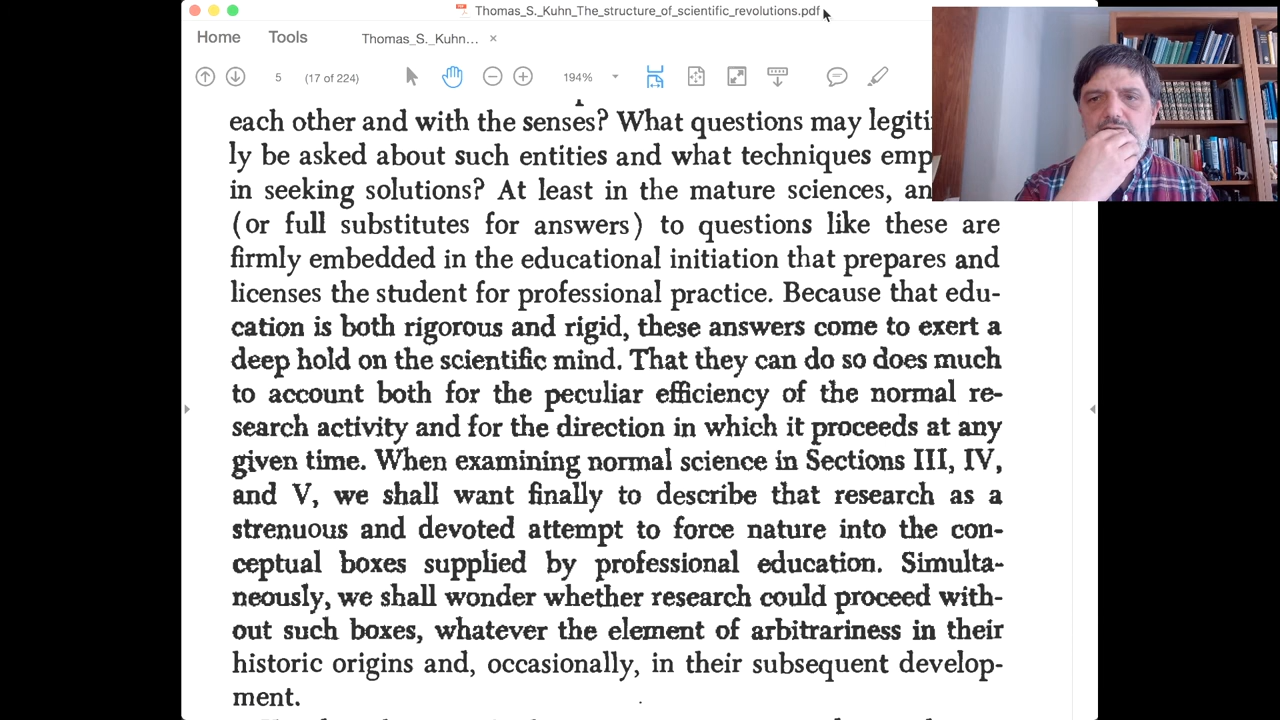 Thomas_S._Kuhn_The_structure_of_scientific_revolutions.pdf
Home Tools Thomas_S._Kuhn... ×
5 (17 of 224) 194%
each other and with the senses? What questions may
ly be asked about such entities and what techniques
in seeking solutions? At least in the mature sciences,
(or full substitutes for answers) to questions like these are
firmly embedded in the educational initiation that prepares and
licenses the student for professional practice. Because that edu-
cation is both rigorous and rigid, these answers come to exert a
deep hold on the scientific mind. That they can do so does much
to account both for the peculiar efficiency of the normal re-
search activity and for the direction in which it proceeds at any
given time. When examining normal science in Sections III, IV,
and V, we shall want finally to describe that research as a
strenuous and devoted attempt to force nature into the con-
ceptual boxes supplied by professional education. Simulta-
neously, we shall wonder whether research could proceed with-
out such boxes, whatever the element of arbitrariness in their
historic origins and, occasionally, in their subsequent develop-
ment.